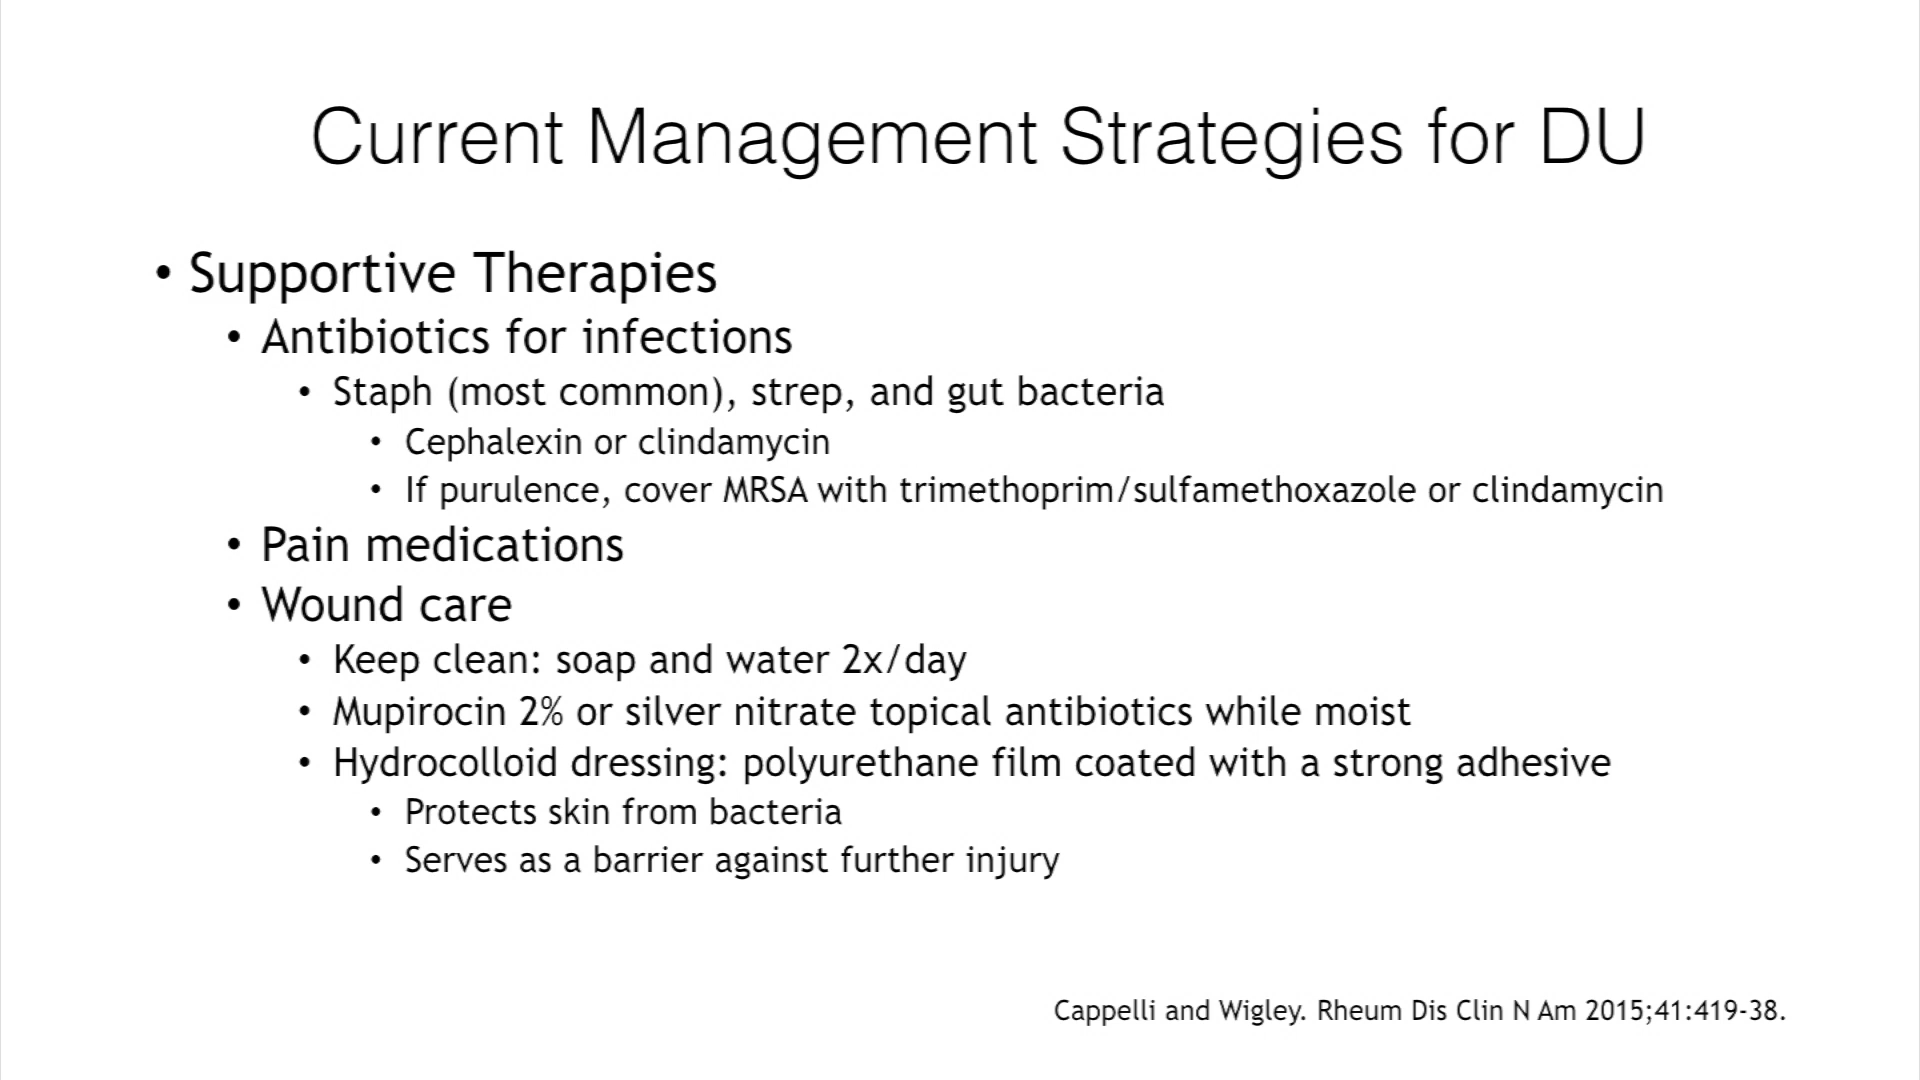 Current Management Strategies for DU
• Supportive Therapies
• Antibiotics for infections
• Staph (most common), strep, and gut bacteria
• Cephalexin or clindamycin
• If purulence, cover MRSA with trimethoprim/sulfamethoxazole or clindamycin
• Pain medications
• Wound care
• Keep clean: soap and water 2x/day
• Mupirocin 2% or silver nitrate topical antibiotics while moist
• Hydrocolloid dressing: polyurethane film coated with a strong adhesive
• Protects skin from bacteria
• Serves as a barrier against further injury
Cappelli and Wigley. Rheum Dis Clin N Am 2015;41:419-38.